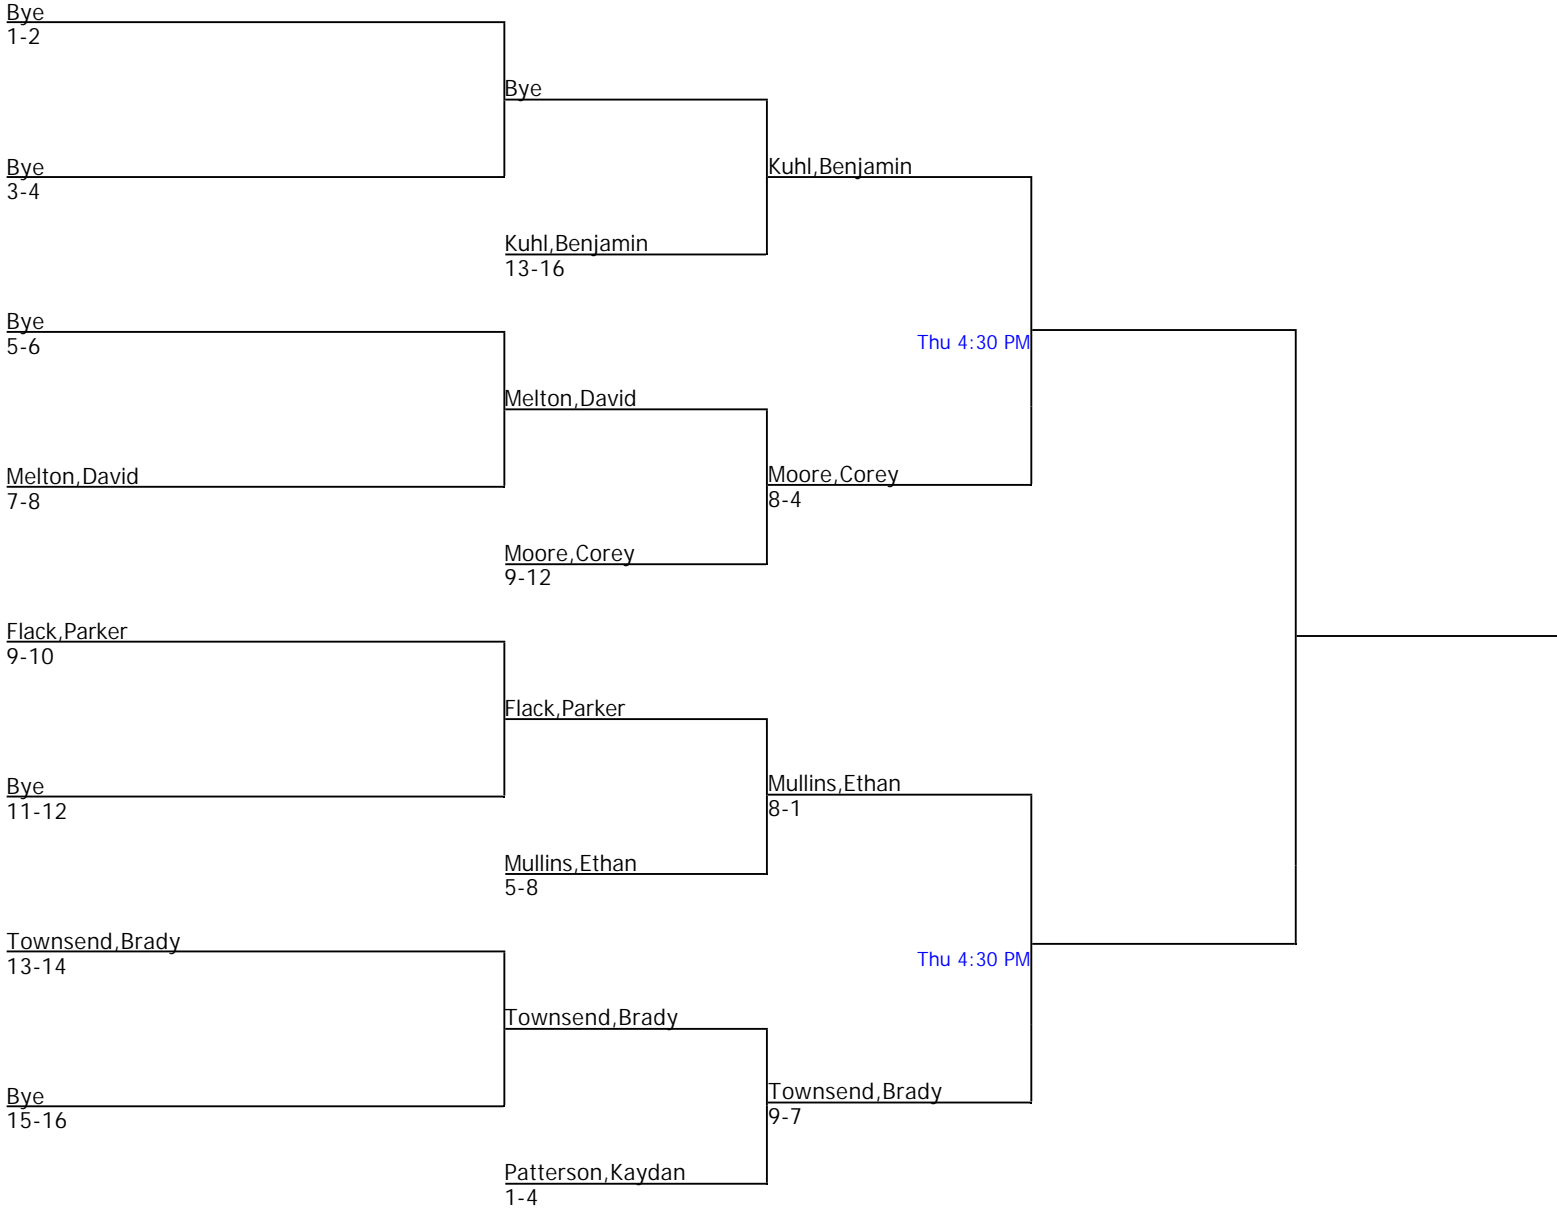 Bye
1-2
Bye
Bye
3-4
Kuhl,Benjamin
Kuhl,Benjamin
13-16
Bye
5-6
Thu 4:30 PM
Melton,David
Melton,David
7-8
Moore,Corey
8-4
Moore,Corey
9-12
Flack,Parker
9-10
Flack,Parker
Bye
11-12
Mullins,Ethan
8-1
Mullins,Ethan
5-8
Townsend,Brady
13-14
Thu 4:30 PM
Townsend,Brady
Bye
15-16
Townsend,Brady
9-7
Patterson,Kaydan
1-4